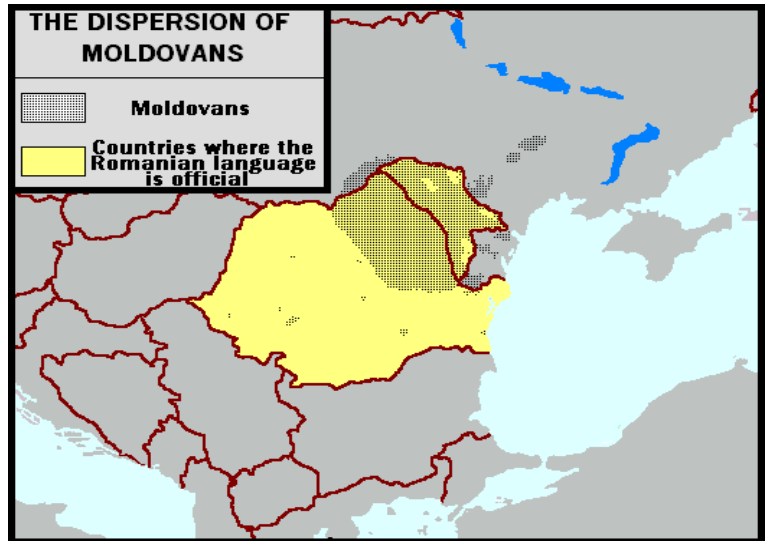 THE DISPERSION OF
MOLDOVANS
Moldovans
Countries where the
Romanian language
is official